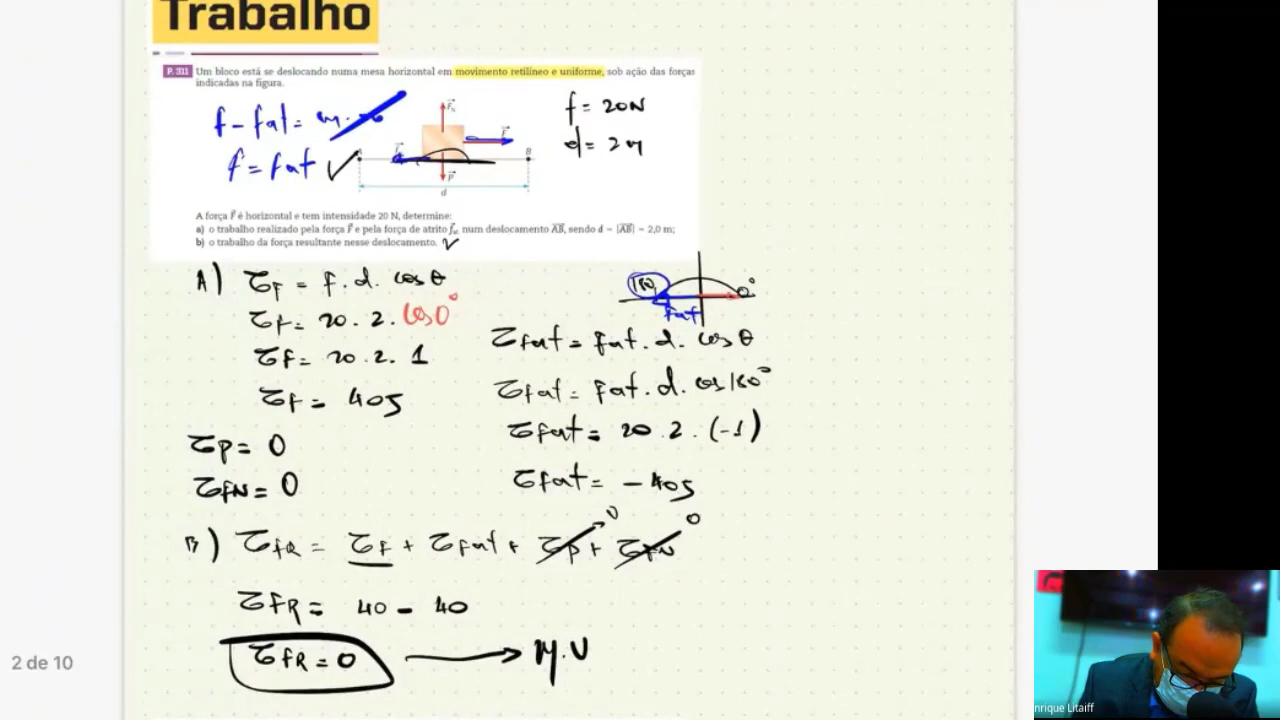 Trabalho
P. 311 Um bloco está se deslocando numa mesa horizontal em movimento retilíneo e uniforme, sob ação das forças
indicadas na figura.
f - fat = m.a
f = fat ✓
F_N
F
P
A
B
d
f = 20N
d = 2m
A força F é horizontal e tem intensidade 20 N, determine:
a) o trabalho realizado pela força F e pela força de atrito f_at num deslocamento AB, sendo d = |AB| = 2,0 m;
b) o trabalho da força resultante nesse deslocamento. ✓
A) τF = F. d. cos θ
τF = 20. 2. cos 0°
τF = 20. 2. 1
τF = 40J
τP = 0
τFN = 0
180
0°
fat
τfat = fat. d. cos θ
τfat = fat. d. cos 180°
τfat = 20. 2. (-1)
τfat = -40J
B) τFR = τF + τfat + τP + τFN
0
0
τFR = 40 - 40
τFR = 0 → M.U
2 de 10
nrique Litaiff